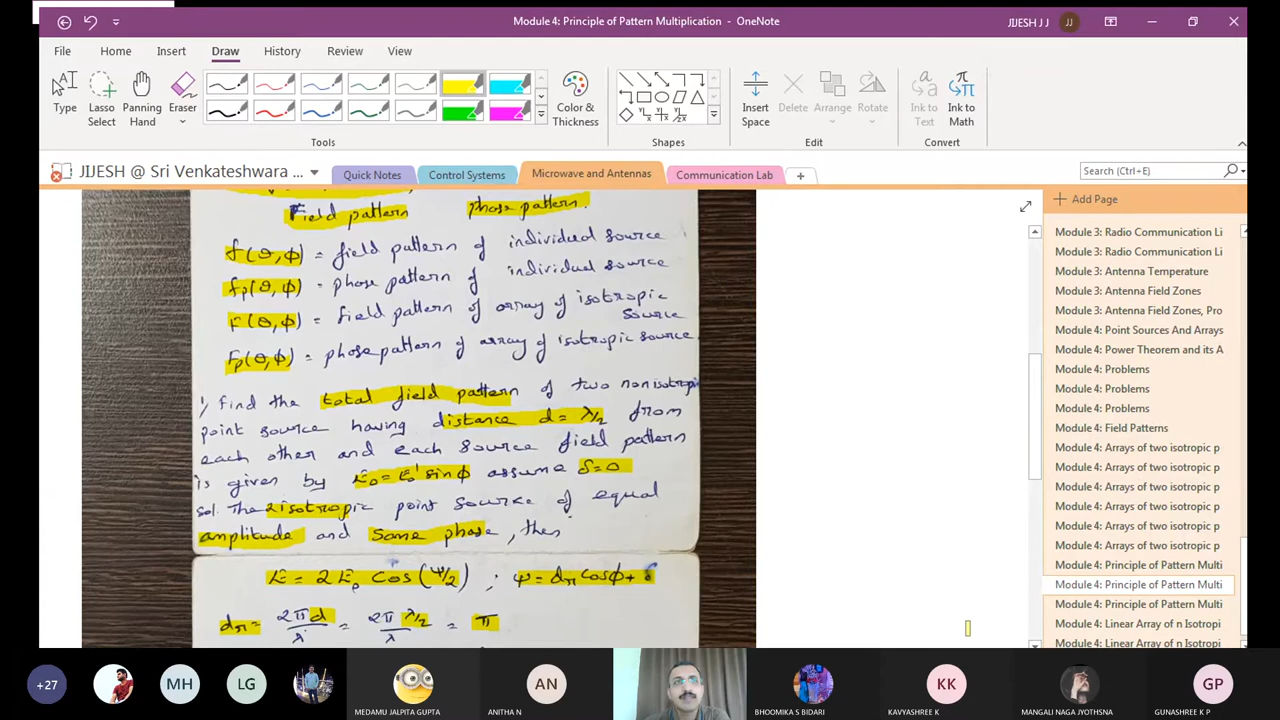 Module 4: Principle of Pattern Multiplication - OneNote
JIJESH J J
JJ
File
Home
Insert
Draw
History
Review
View
Type
Lasso Select
Panning Hand
Eraser
Color & Thickness
Insert Space
Delete
Arrange
Rotate
Ink to Text
Ink to Math
Tools
Shapes
Edit
Convert
JIJESH @ Sri Venkateshwara ...
Quick Notes
Control Systems
Microwave and Antennas
Communication Lab
Search (Ctrl+E)
Field pattern phase pattern.
f(θ,ϕ) = field pattern of individual source
fp(θ,ϕ) = phase pattern of individual source
F(θ,ϕ) = field pattern of array of isotropic source
Fp(θ,ϕ) = phase pattern of array of isotropic source
1, find the total field pattern of two nonisotropic
point source having distance d = λ/2 from
each other and each source field pattern
is given by E0 = E0' sinϕ assume δ=0
sol. The 2 isotropic point source of equal
amplitude and Same phase, then
E = 2 E0 Cos (ψ/2) ; ψ = dπ cosϕ + δ
dπ = 2πd/λ = 2π λ/2 / λ = π
Add Page
Module 3: Radio Communication Li
Module 3: Radio Communication Li
Module 3: Antenna Temperature
Module 3: Antenna Field Zones
Module 3: Antenna Field Zones, Pro
Module 4: Point Sources And Arrays
Module 4: Power Theorem and its A
Module 4: Problems
Module 4: Problems
Module 4: Problems
Module 4: Field Patterns
Module 4: Arrays of two isotropic p
Module 4: Arrays of two isotropic p
Module 4: Arrays of two isotropic p
Module 4: Arrays of two isotropic p
Module 4: Arrays of two isotropic p
Module 4: Arrays of two isotropic p
Module 4: Principle of Pattern Multi
Module 4: Principle of Pattern Multi
Module 4: Principle of Pattern Multi
Module 4: Linear Array of n Isotropi
Module 4: Linear Array of n Isotropi
+27
MH
LG
MEDAMU JALPITA GUPTA
AN
ANITHA N
BHOOMIKA S BIDARI
KK
KAVYASHREE K
MANGALI NAGA JYOTHSNA
GP
GUNASHREE K P